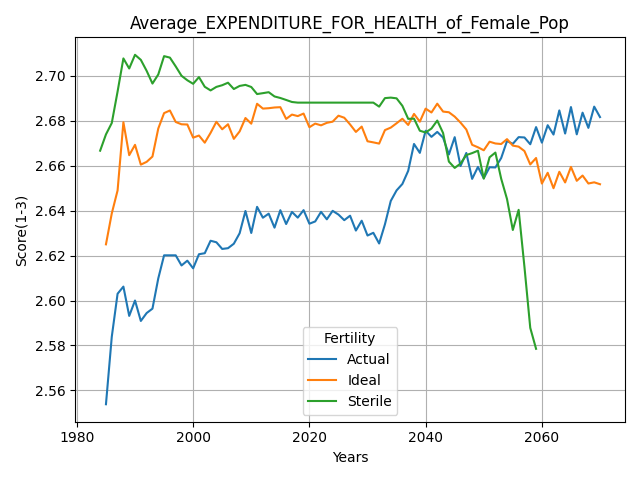 Average_EXPENDITURE_FOR_HEALTH_of_Female_Pop
Score(1-3)
2.70
2.68
2.66
2.64
2.62
2.60
2.58
2.56
Fertility
Actual
Ideal
Sterile
1980
2000
2020
2040
2060
Years